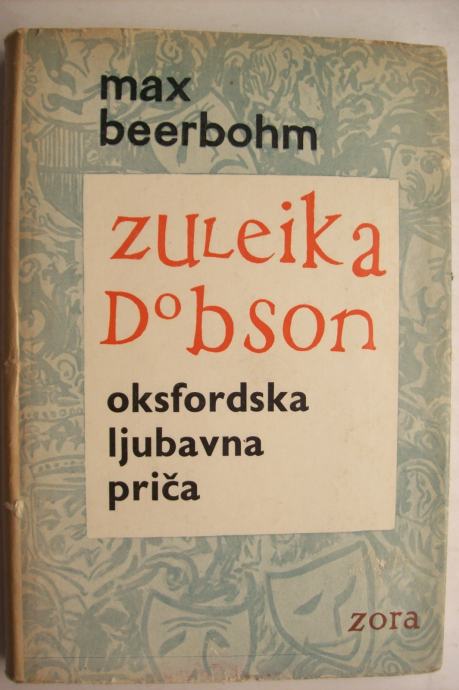 max
beerbohm
zuleika
Dobson
oksfordska
ljubavna
priča
zora